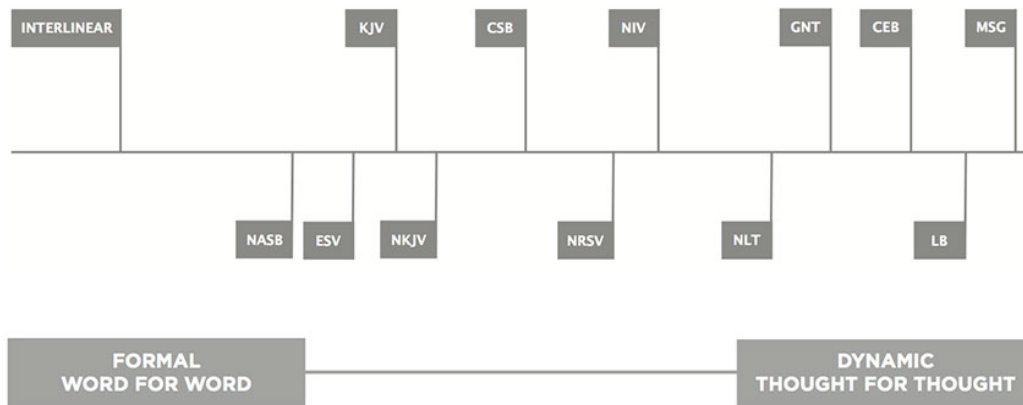 INTERLINEAR KJV CSB NIV GNT CEB MSG
NASB ESV NKJV NRSV NLT LB
FORMAL
WORD FOR WORD
DYNAMIC
THOUGHT FOR THOUGHT